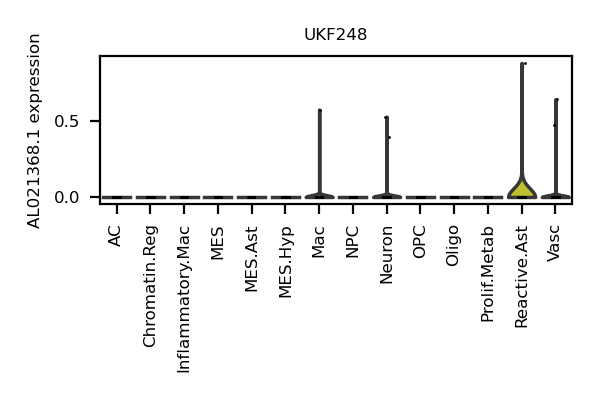 UKF248
AL021368.1 expression
0.5
0.0
AC
Chromatin.Reg
Inflammatory.Mac
MES
MES.Ast
MES.Hyp
Mac
NPC
Neuron
OPC
Oligo
Prolif.Metab
Reactive.Ast
Vasc